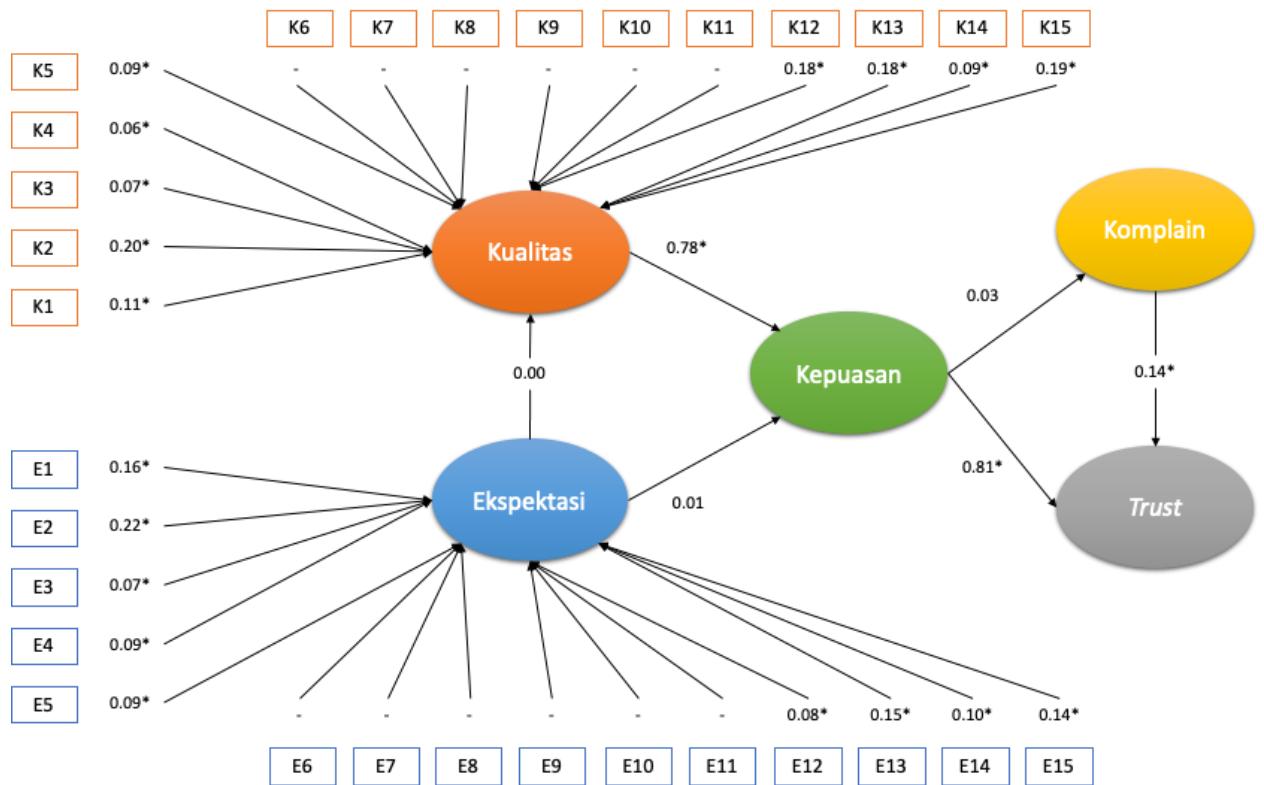 K6 K7 K8 K9 K10 K11 K12 K13 K14 K15
K5 0.09* - - - - - - 0.18* 0.18* 0.09* 0.19*
K4 0.06*
K3 0.07*
K2 0.20*
K1 0.11*
Kualitas
0.78*
Komplain
0.03
0.00
Kepuasan
0.14*
E1 0.16*
E2 0.22*
E3 0.07*
E4 0.09*
E5 0.09*
Ekspektasi
0.01
0.81*
Trust
- - - - - - 0.08* 0.15* 0.10* 0.14*
E6 E7 E8 E9 E10 E11 E12 E13 E14 E15